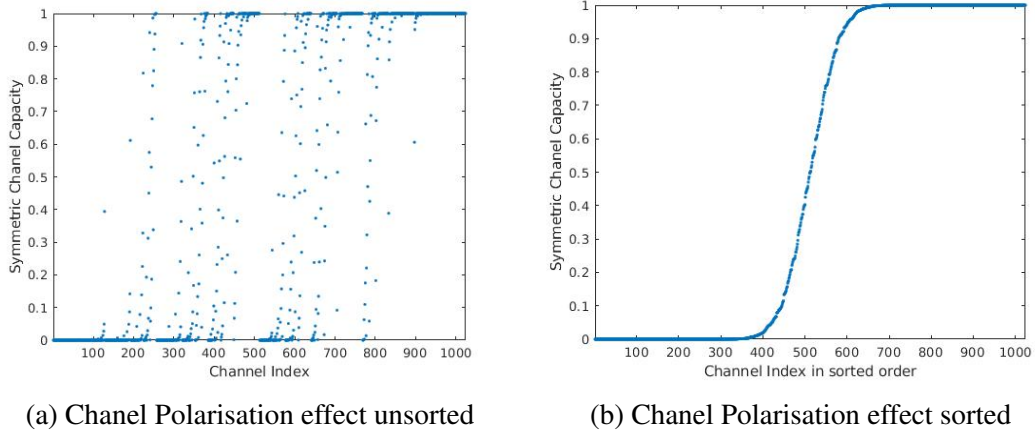 1
0.9
0.8
0.7
0.6
0.5
0.4
0.3
0.2
0.1
0
Symmetric Chanel Capacity
100 200 300 400 500 600 700 800 900 1000
Channel Index
(a) Chanel Polarisation effect unsorted
1
0.9
0.8
0.7
0.6
0.5
0.4
0.3
0.2
0.1
0
Symmetric Chanel Capacity
100 200 300 400 500 600 700 800 900 1000
Channel Index in sorted order
(b) Chanel Polarisation effect sorted